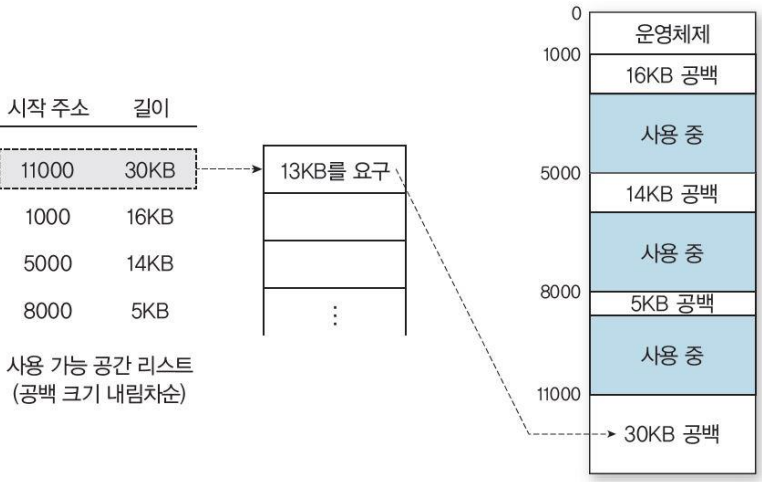 시작 주소 길이
11000 30KB
1000 16KB
5000 14KB
8000 5KB
사용 가능 공간 리스트
(공백 크기 내림차순)
13KB를 요구
⋮
0
운영체제
1000
16KB 공백
사용 중
5000
14KB 공백
사용 중
8000
5KB 공백
사용 중
11000
30KB 공백